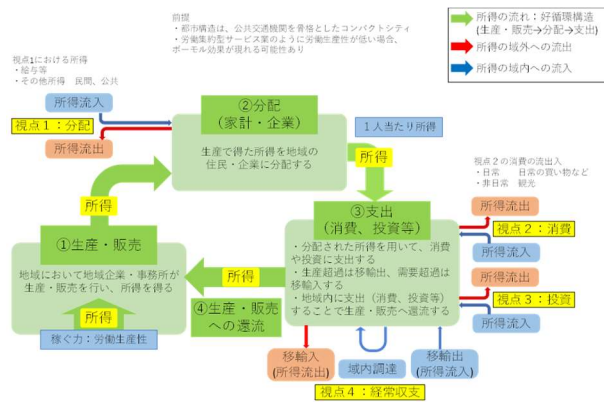 前提
・都市構造は、公共交通機関を骨格としたコンパクトシティ
・労働集約型サービス業のように労働生産性が低い場合、
ボーモル効果が現れる可能性あり
所得の流れ：好循環構造
(生産・販売→分配→支出)
所得の域外への流出
所得の域内への流入
視点1における所得
・給与等
・その他所得 民間、公共
所得流入
視点１：分配
所得流出
②分配
(家計・企業)
生産で得た所得を地域の
住民・企業に分配する
１人当たり所得
所得
所得
①生産・販売
地域において地域企業・事務所が
生産・販売を行い、所得を得る
所得
稼ぐ力：労働生産性
所得
④生産・販売
への還流
③支出
(消費、投資等)
・分配された所得を用いて、消費
や投資に支出する
・生産超過は移輸出、需要超過は
移輸入する
・地域内に支出（消費、投資等）
することで生産・販売へ還流する
視点２の消費の流出入
・日常 日常の買い物など
・非日常 観光
所得流出
視点２：消費
所得流入
所得流出
視点３：投資
所得流入
移輸入
(所得流出)
域内調達
移輸出
(所得流入)
視点４：経常収支